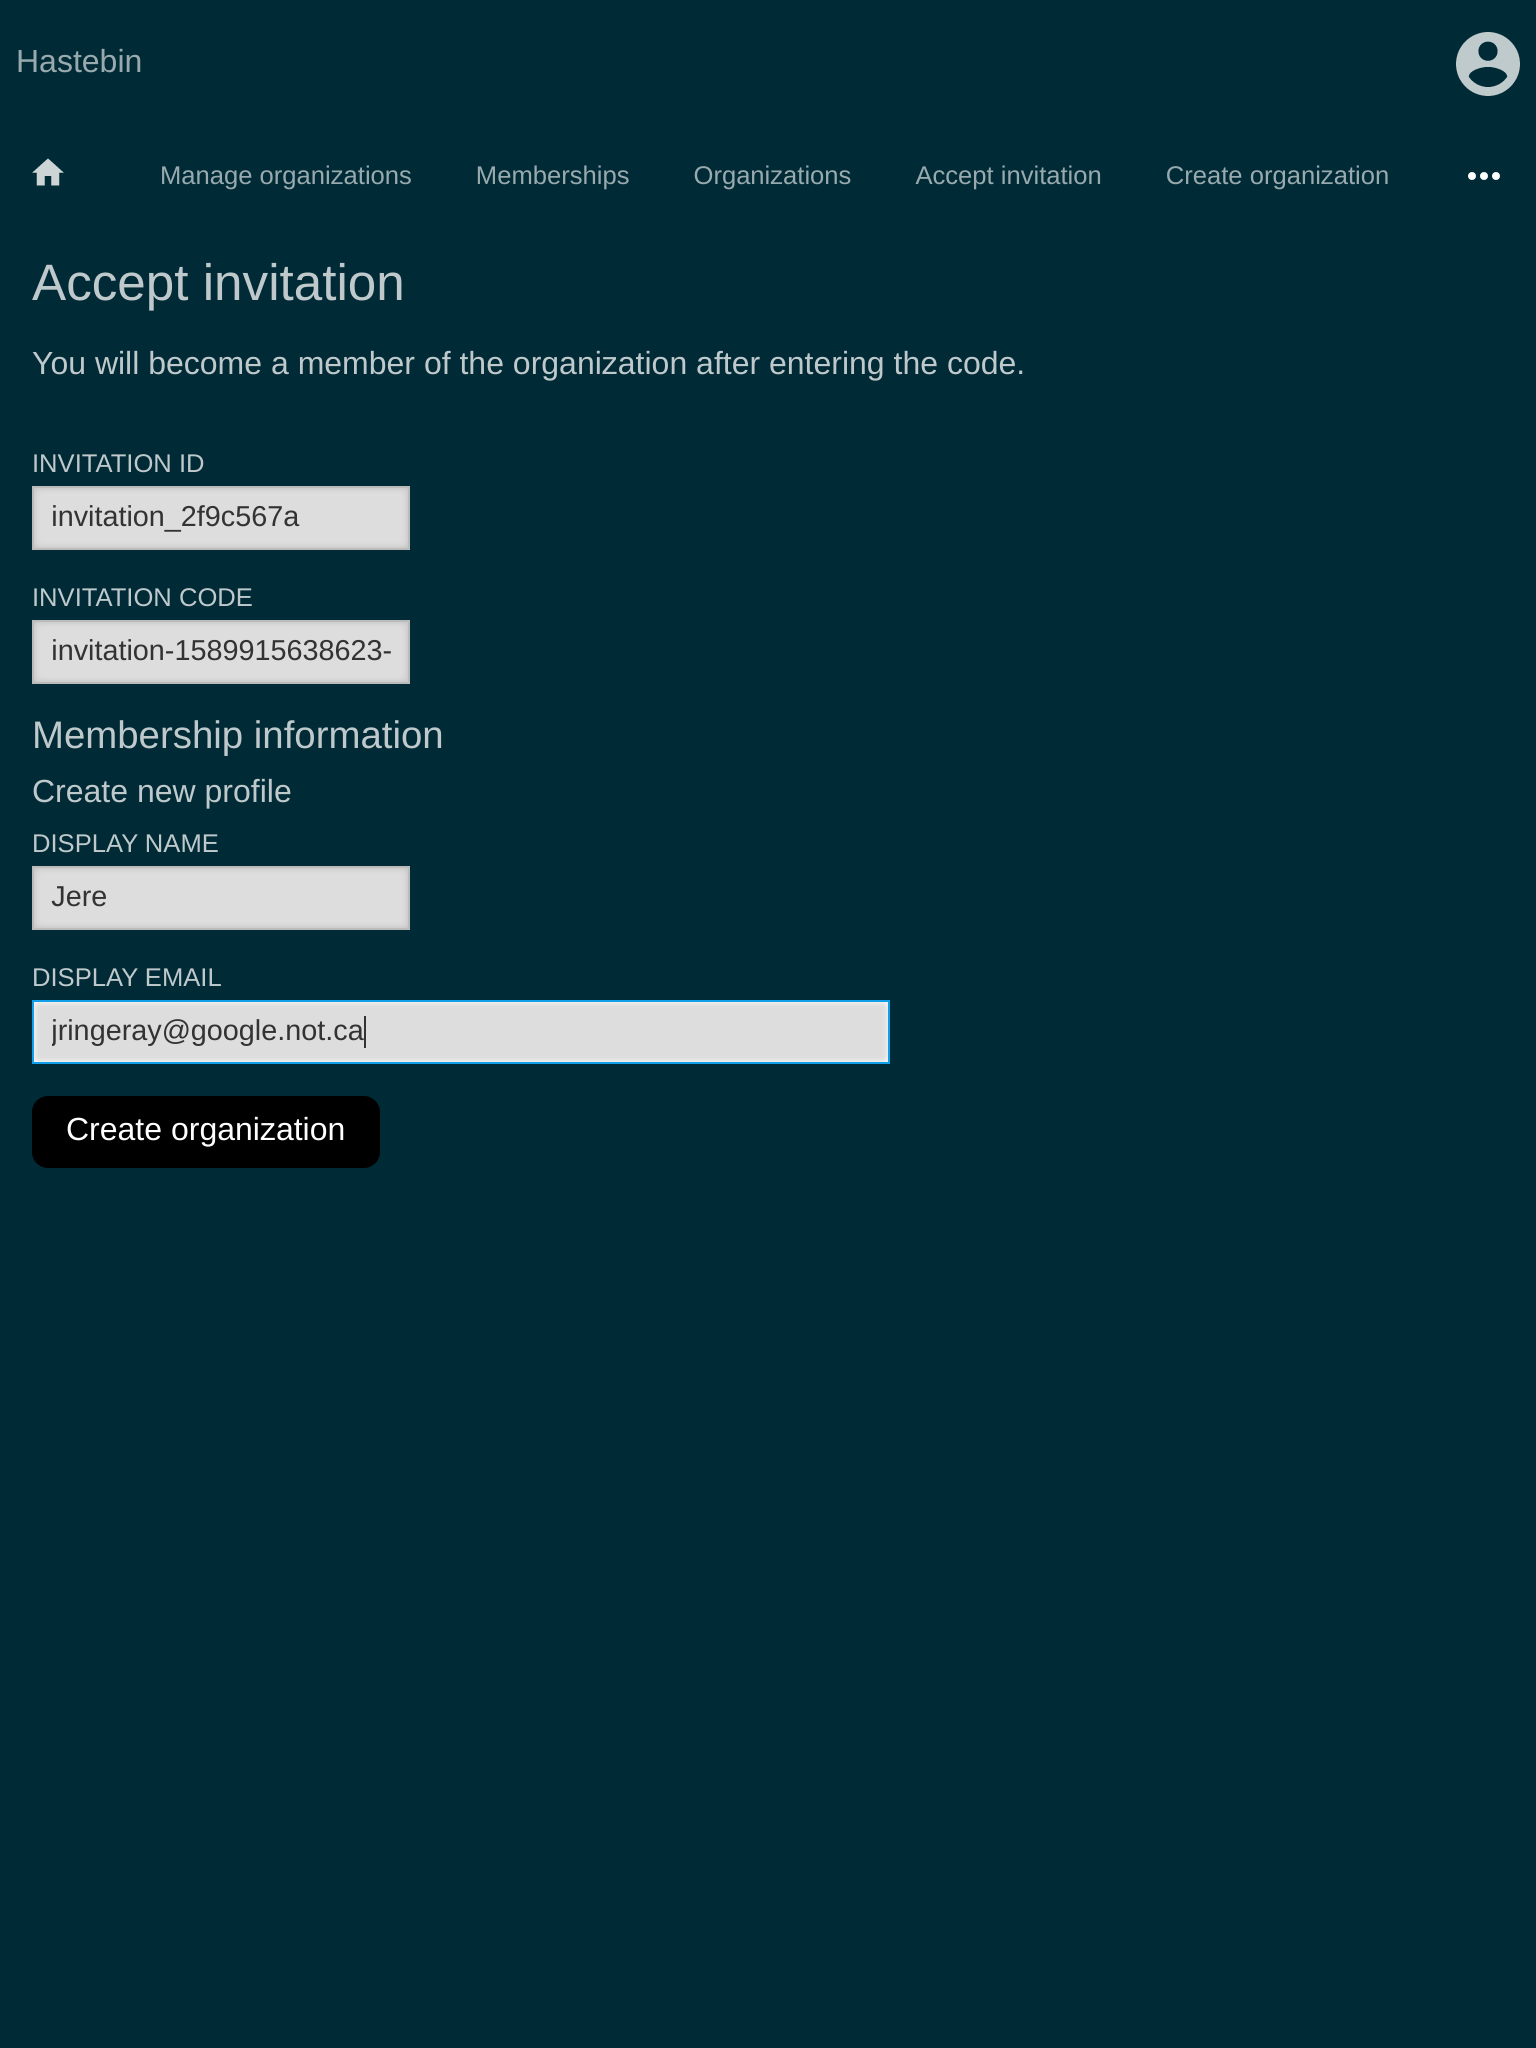 Hastebin
Manage organizations Memberships Organizations Accept invitation Create organization
Accept invitation
You will become a member of the organization after entering the code.
INVITATION ID
invitation_2f9c567a
INVITATION CODE
invitation-1589915638623-
Membership information
Create new profile
DISPLAY NAME
Jere
DISPLAY EMAIL
jringeray@google.not.ca
Create organization